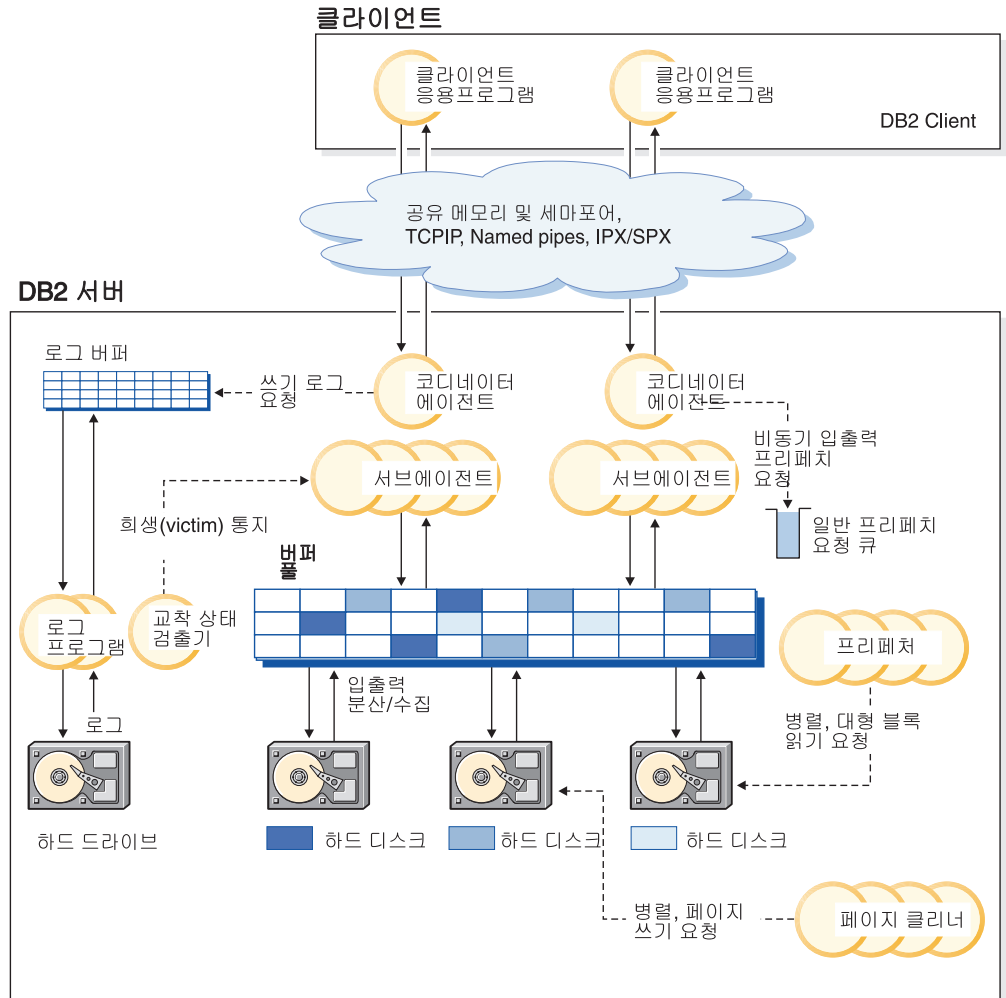 클라이언트
클라이언트
응용프로그램
클라이언트
응용프로그램
DB2 Client
공유 메모리 및 세마포어,
TCPIP, Named pipes, IPX/SPX
DB2 서버
로그 버퍼
쓰기 로그
요청
코디네이터
에이전트
코디네이터
에이전트
비동기 입출력
프리페치
요청
서브에이전트
서브에이전트
희생(victim) 통지
일반 프리페치
요청 큐
버퍼
풀
로그
프로그램
교착 상태
검출기
프리페처
입출력
분산/수집
로그
병렬, 대형 블록
읽기 요청
하드 드라이브
하드 디스크
하드 디스크
하드 디스크
병렬, 페이지
쓰기 요청
페이지 클리너